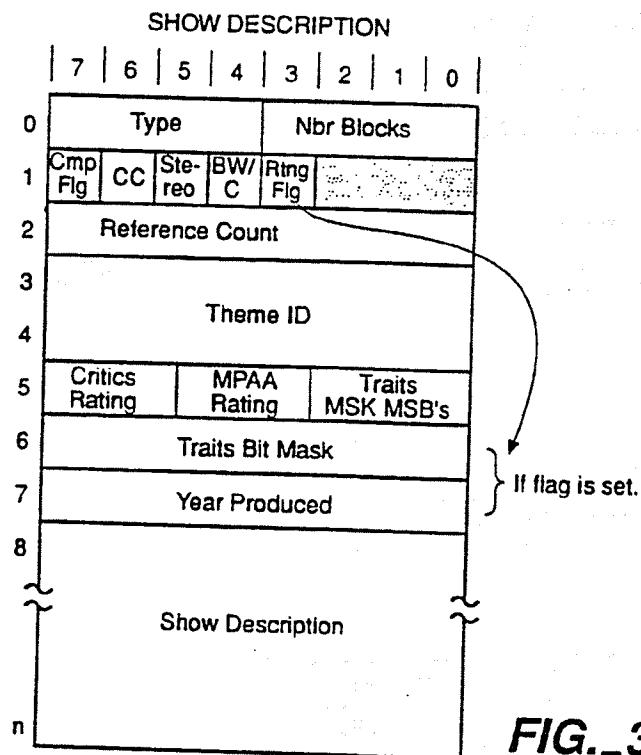 SHOW DESCRIPTION
7 6 5 4 3 2 1 0
0 Type Nbr Blocks
1 Cmp Flg CC Ste-reo BW/C Rtng Flg
2 Reference Count
3
Theme ID
4
5 Critics Rating MPAA Rating Traits MSK MSB's
6 Traits Bit Mask
If flag is set.
7 Year Produced
8
Show Description
n
FIG._3